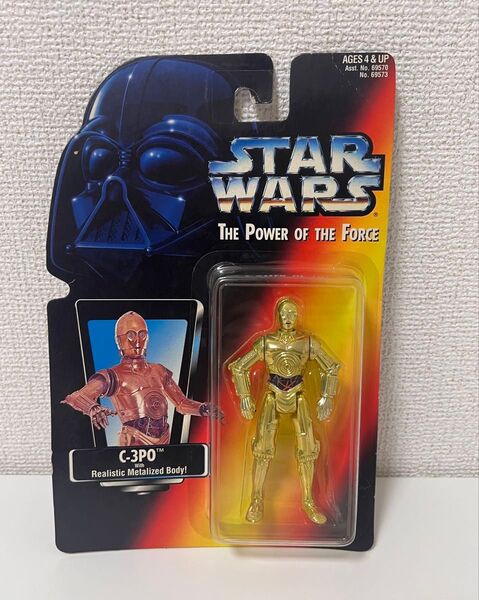 AGES 4 & UP
Asst. No. 69570
No. 69573
STAR
WARS®
THE POWER OF THE FORCE
C-3PO™
With
Realistic Metalized Body!